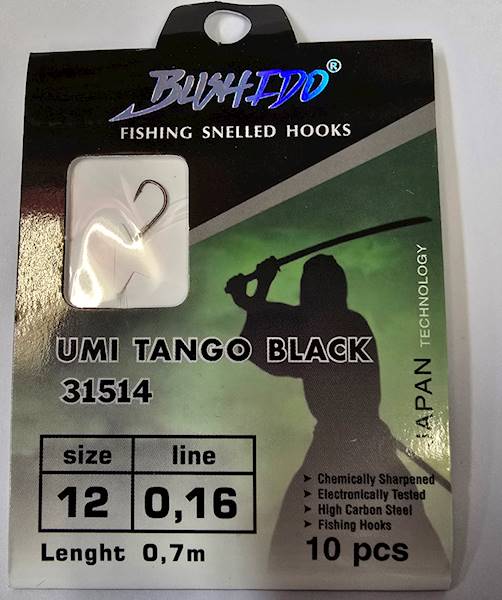 BUSHIDO®
FISHING SNELLED HOOKS
JAPAN TECHNOLOGY
UMI TANGO BLACK
31514
size line
12 0,16
Lenght 0,7m
Chemically Sharpened
Electronically Tested
High Carbon Steel
Fishing Hooks
10 pcs